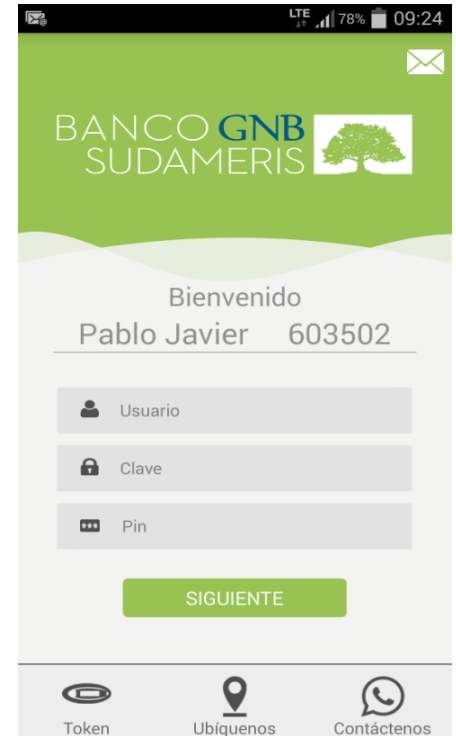 LTE 78% 09:24
BANCO GNB
SUDAMERIS
Bienvenido
Pablo Javier 603502
Usuario
Clave
Pin
SIGUIENTE
Token Ubíquenos Contáctenos